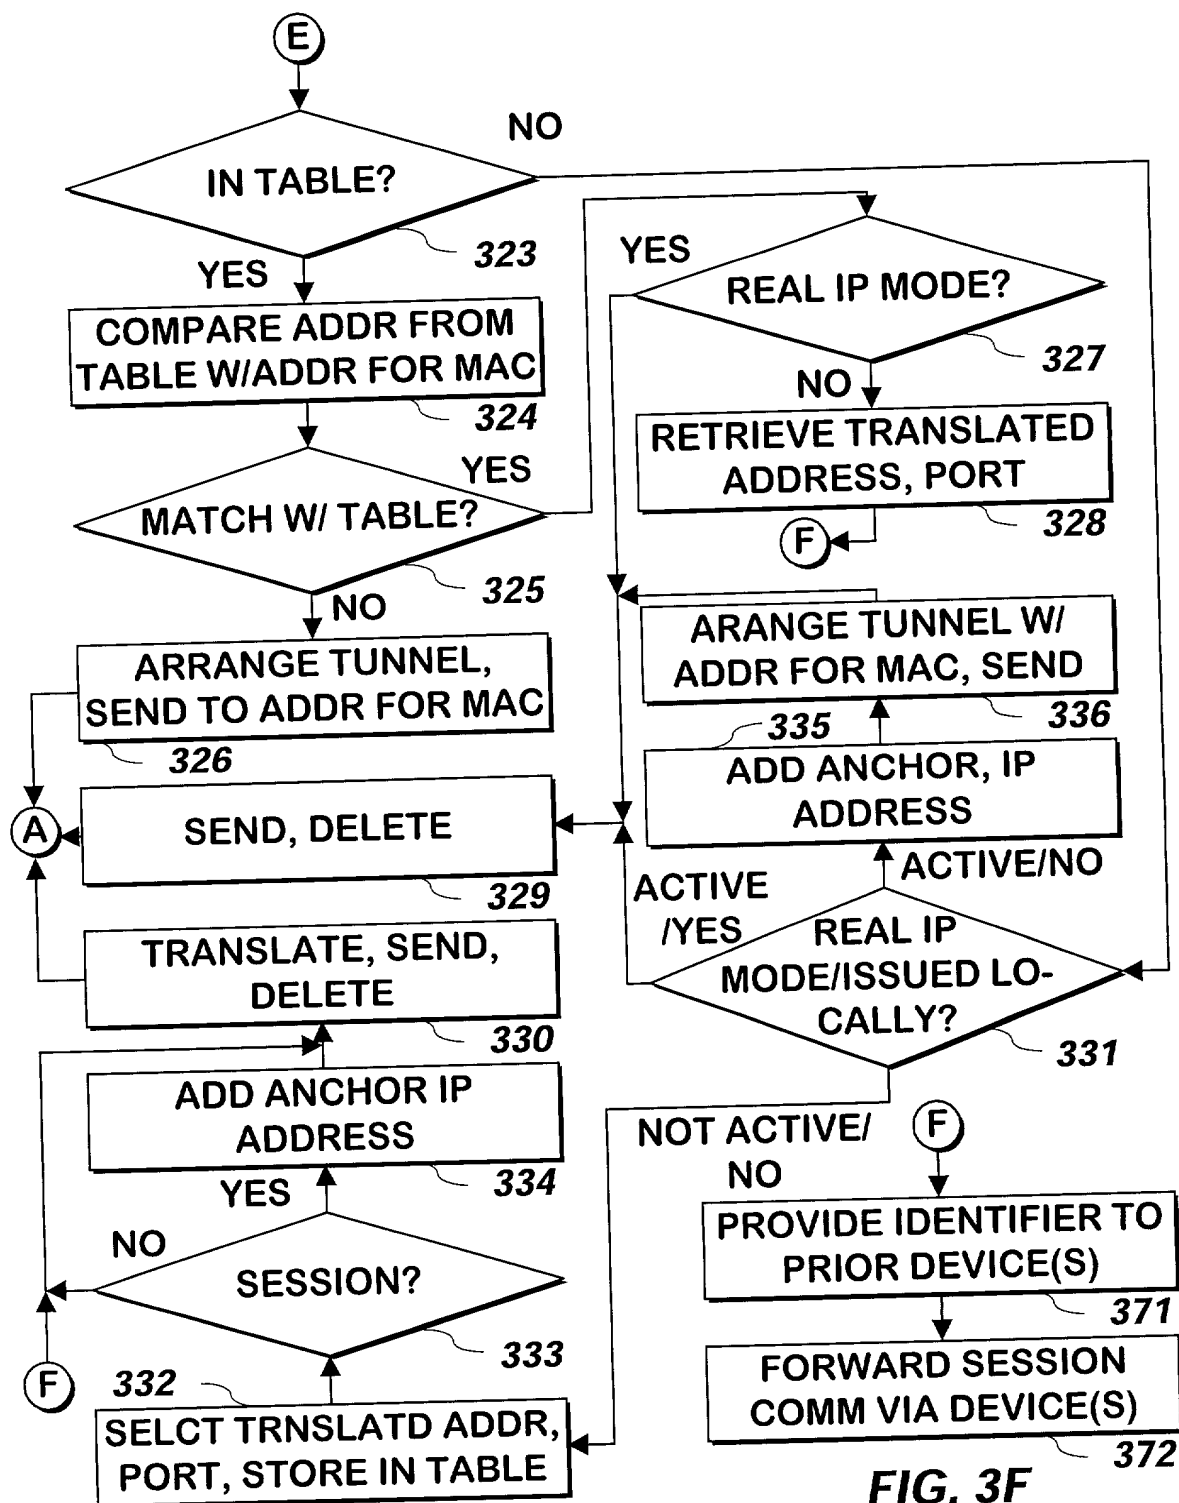 E
IN TABLE?
NO
323
YES
COMPARE ADDR FROM
TABLE W/ADDR FOR MAC
324
YES
MATCH W/ TABLE?
325
NO
ARRANGE TUNNEL,
SEND TO ADDR FOR MAC
326
A
SEND, DELETE
329
TRANSLATE, SEND,
DELETE
330
ADD ANCHOR IP
ADDRESS
334
YES
NO
SESSION?
333
F
332
SELCT TRNSLATD ADDR,
PORT, STORE IN TABLE
YES
REAL IP MODE?
327
NO
RETRIEVE TRANSLATED
ADDRESS, PORT
328
F
ARANGE TUNNEL W/
ADDR FOR MAC, SEND
336
335
ADD ANCHOR, IP
ADDRESS
ACTIVE/NO
ACTIVE
/YES
REAL IP
MODE/ISSUED LO-
CALLY?
331
NOT ACTIVE/
NO
F
PROVIDE IDENTIFIER TO
PRIOR DEVICE(S)
371
FORWARD SESSION
COMM VIA DEVICE(S)
372
FIG. 3F